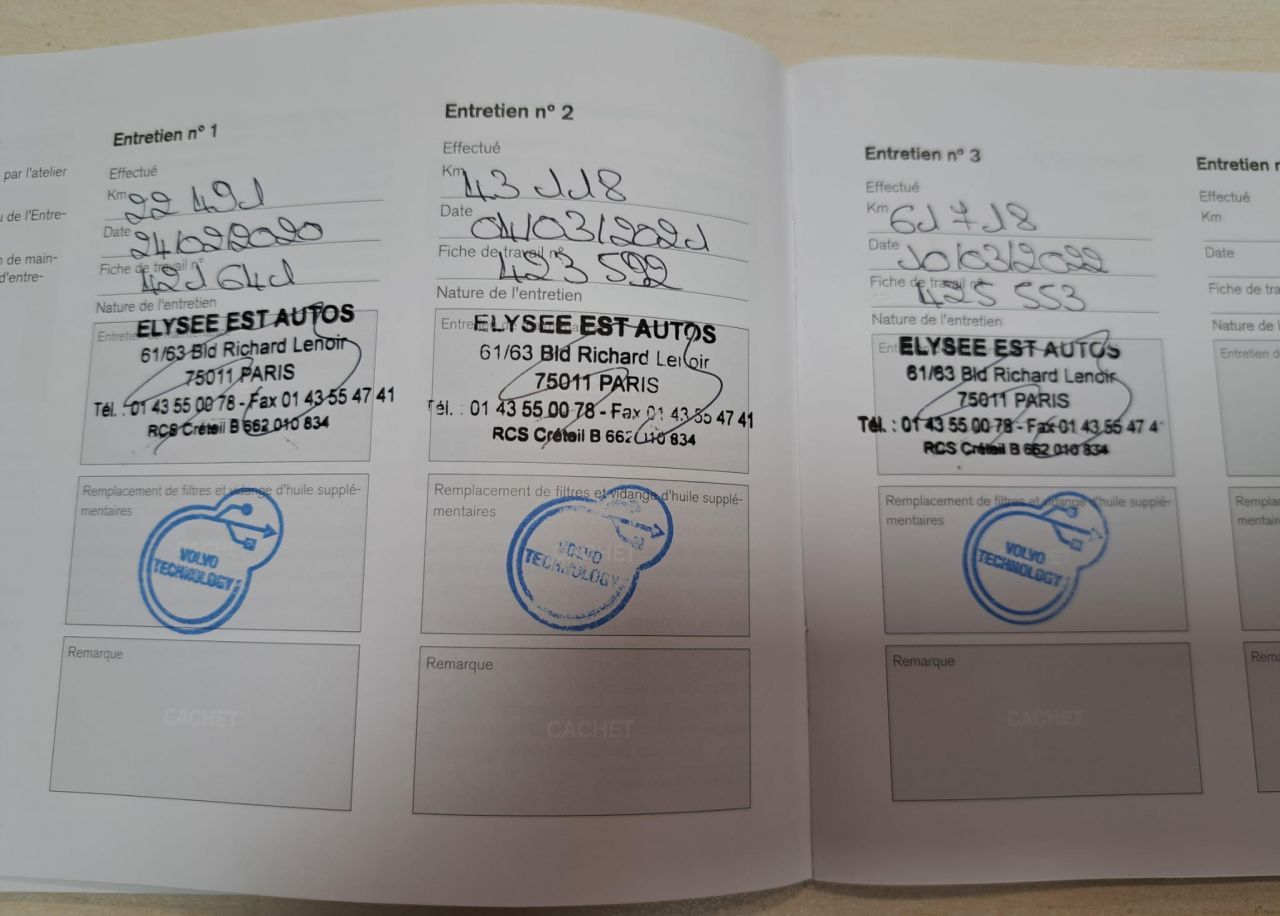 par l'atelier
u de l'Entre-
n de main-
d'entre-
Entretien n° 1
Effectué
Km 22 491
Date 24/02/2020
Fiche de travail n° 421 641
Nature de l'entretien
ELYSEE EST AUTOS
61/63 Bld Richard Lenoir
75011 PARIS
Tél. : 01 43 55 00 78 - Fax 01 43 55 47 41
RCS Créteil B 662 010 834
Remplacement de filtres et vidange d'huile supplé-
mentaires
VOLVO
TECHNOLOGY
Remarque
CACHET
Entretien n° 2
Effectué
Km 43 118
Date 04/03/2021
Fiche de travail n° 423 592
Nature de l'entretien
ELYSEE EST AUTOS
61/63 Bld Richard Lenoir
75011 PARIS
Tél. : 01 43 55 00 78 - Fax 01 43 55 47 41
RCS Créteil B 662 010 834
Remplacement de filtres et vidange d'huile supplé-
mentaires
CACHET
VOLVO
TECHNOLOGY
Remarque
CACHET
Entretien n° 3
Effectué
Km 61 718
Date 10/03/2022
Fiche de travail n° 425 553
Nature de l'entretien
ELYSEE EST AUTOS
61/63 Bld Richard Lenoir
75011 PARIS
Tél. : 01 43 55 00 78 - Fax 01 43 55 47 4
RCS Créteil B 662 010 834
Remplacement de filtres et vidange d'huile supplé-
mentaires
CACHET
VOLVO
TECHNOLOGY
Remarque
CACHET
Entretien n
Effectué
Km
Date
Fiche de tra
Nature de l
Entretien d
Remplac
mentair
Rem